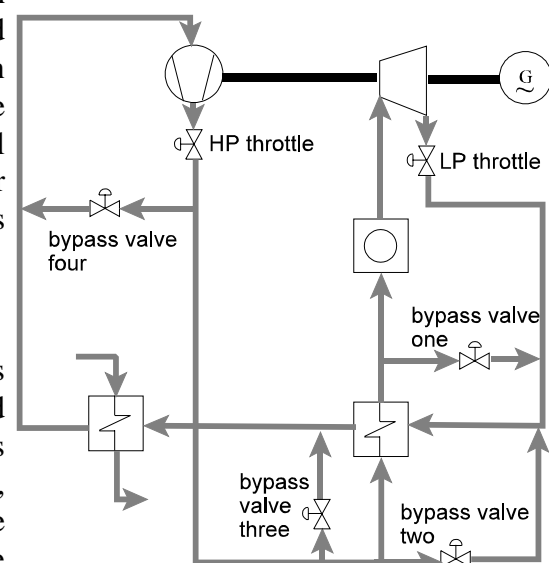 G
HP throttle
LP throttle
bypass valve
four
bypass valve
one
bypass
valve
three
bypass valve
two